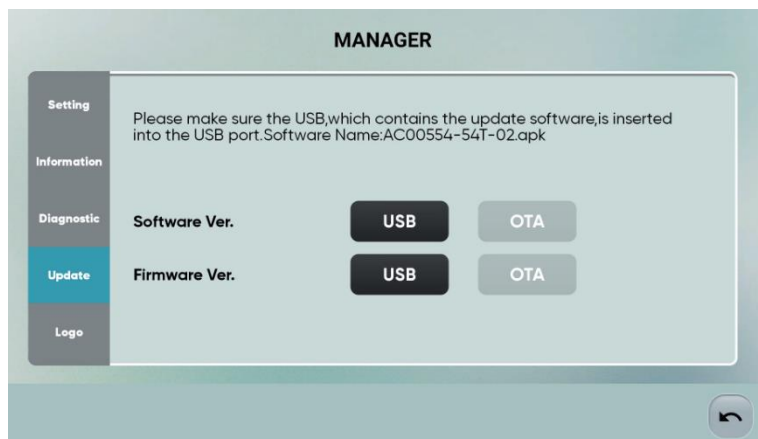 MANAGER
Setting
Information
Diagnostic
Update
Logo
Please make sure the USB,which contains the update software,is inserted
into the USB port.Software Name:AC00554-54T-02.apk
Software Ver. USB OTA
Firmware Ver. USB OTA